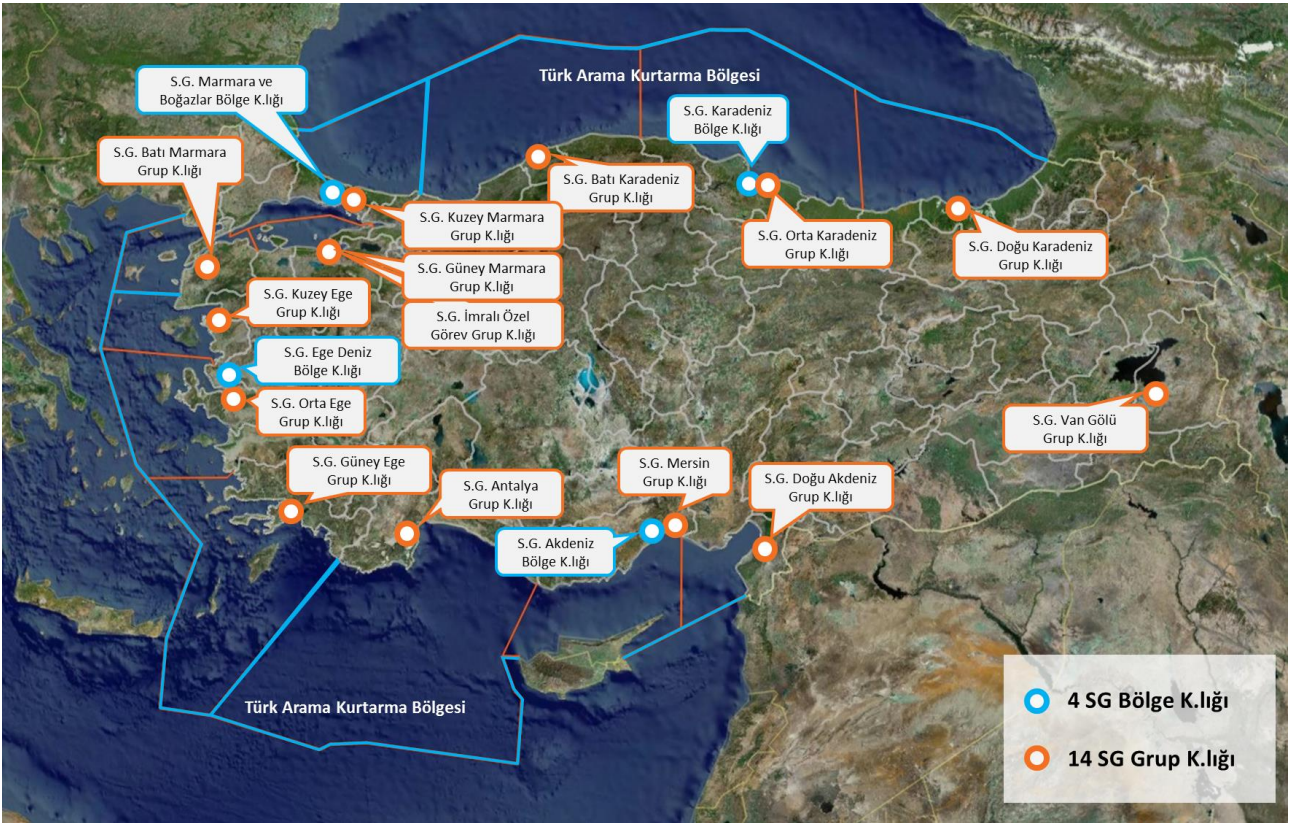 Türk Arama Kurtarma Bölgesi
S.G. Marmara ve
Boğazlar Bölge K.lığı
S.G. Karadeniz
Bölge K.lığı
S.G. Batı Marmara
Grup K.lığı
S.G. Batı Karadeniz
Grup K.lığı
S.G. Kuzey Marmara
Grup K.lığı
S.G. Orta Karadeniz
Grup K.lığı
S.G. Doğu Karadeniz
Grup K.lığı
S.G. Güney Marmara
Grup K.lığı
S.G. Kuzey Ege
Grup K.lığı
S.G. İmralı Özel
Görev Grup K.lığı
S.G. Ege Deniz
Bölge K.lığı
S.G. Orta Ege
Grup K.lığı
S.G. Van Gölü
Grup K.lığı
S.G. Güney Ege
Grup K.lığı
S.G. Antalya
Grup K.lığı
S.G. Mersin
Grup K.lığı
S.G. Doğu Akdeniz
Grup K.lığı
S.G. Akdeniz
Bölge K.lığı
Türk Arama Kurtarma Bölgesi
4 SG Bölge K.lığı
14 SG Grup K.lığı